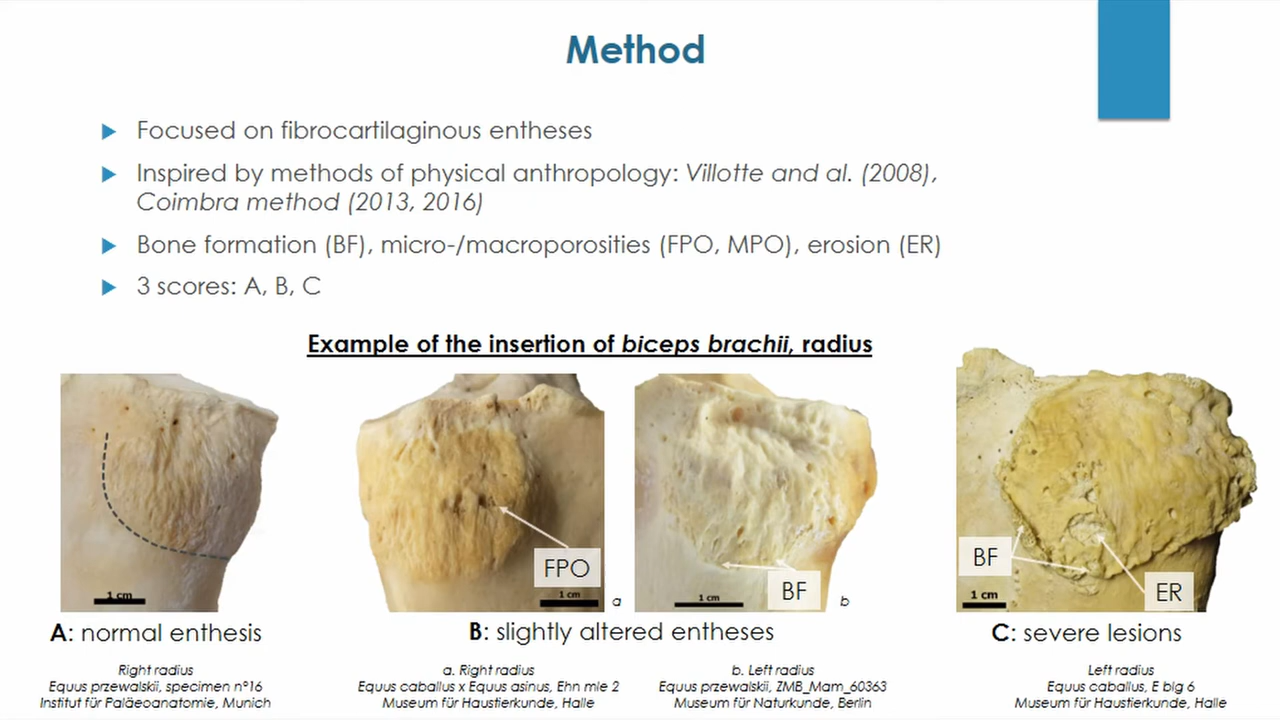 Method
Focused on fibrocartilaginous entheses
Inspired by methods of physical anthropology: Villotte and al. (2008),
Coimbra method (2013, 2016)
Bone formation (BF), micro-/macroporosities (FPO, MPO), erosion (ER)
3 scores: A, B, C
Example of the insertion of biceps brachii, radius
1 cm
FPO
1 cm
a
BF
1 cm
b
BF
ER
1 cm
A: normal enthesis
B: slightly altered entheses
C: severe lesions
Right radius
Equus przewalskii, specimen n°16
Institut für Paläeoanatomie, Munich
a. Right radius
Equus caballus x Equus asinus, Ehn mle 2
Museum für Haustierkunde, Halle
b. Left radius
Equus przewalskii, ZMB_Mam_60363
Museum für Naturkunde, Berlin
Left radius
Equus caballus, E big 6
Museum für Haustierkunde, Halle